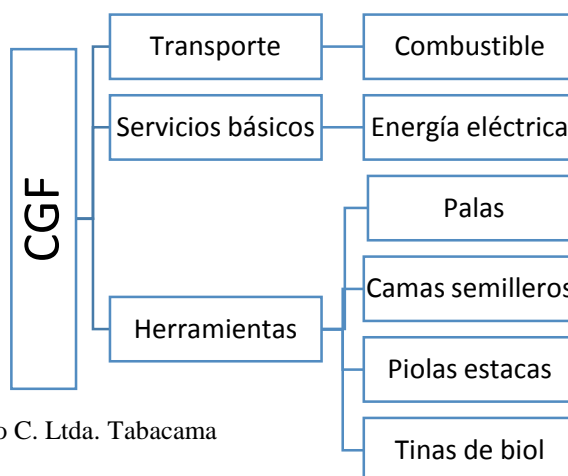 CGF
Transporte
Combustible
Servicios básicos
Energía eléctrica
Herramientas
Palas
Camas semilleros
Piolas estacas
Tinas de biol
C. Ltda. Tabacama